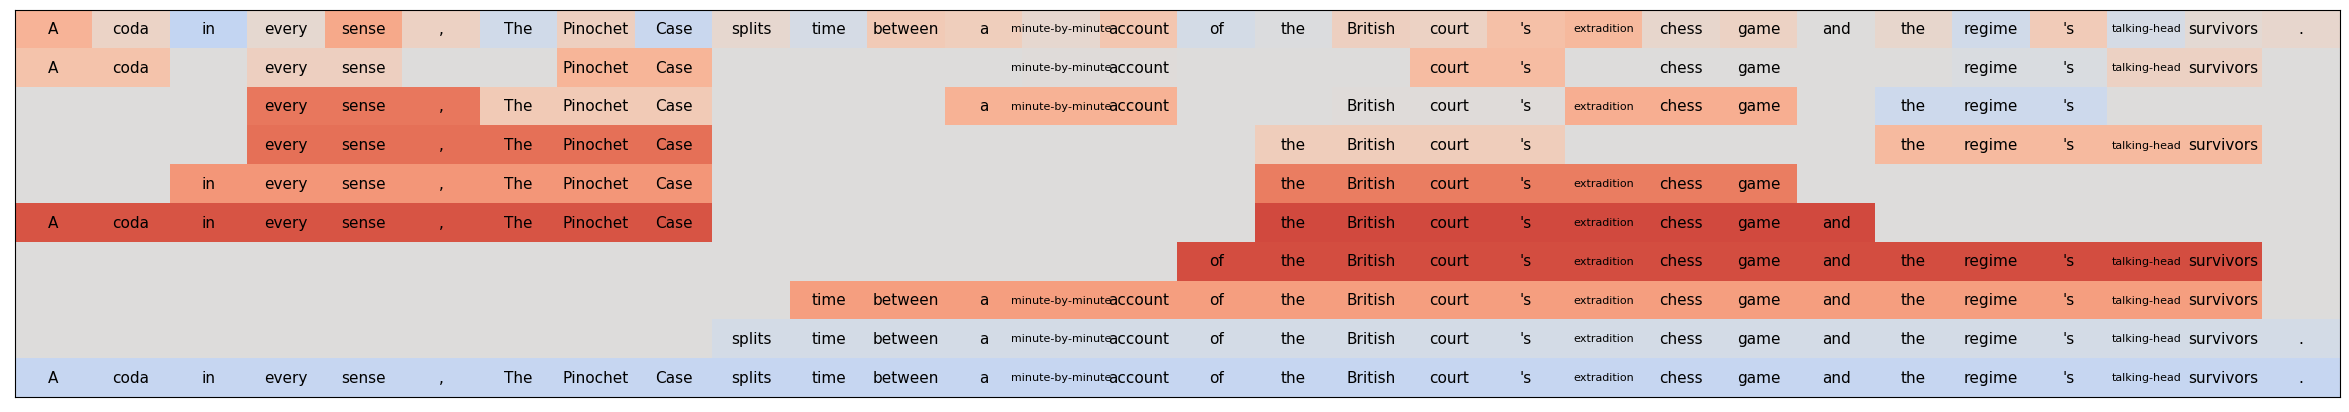 A coda in every sense , The Pinochet Case splits time between a minute-by-minute account of the British court 's extradition chess game and the regime 's talking-head survivors .
A coda every sense Pinochet Case minute-by-minute account court 's chess game regime 's talking-head survivors
every sense , The Pinochet Case a minute-by-minute account British court 's extradition chess game the regime 's
every sense , The Pinochet Case the British court 's the regime 's talking-head survivors
in every sense , The Pinochet Case the British court 's extradition chess game
A coda in every sense , The Pinochet Case the British court 's extradition chess game and
of the British court 's extradition chess game and the regime 's talking-head survivors
time between a minute-by-minute account of the British court 's extradition chess game and the regime 's talking-head survivors
splits time between a minute-by-minute account of the British court 's extradition chess game and the regime 's talking-head survivors .
A coda in every sense , The Pinochet Case splits time between a minute-by-minute account of the British court 's extradition chess game and the regime 's talking-head survivors .